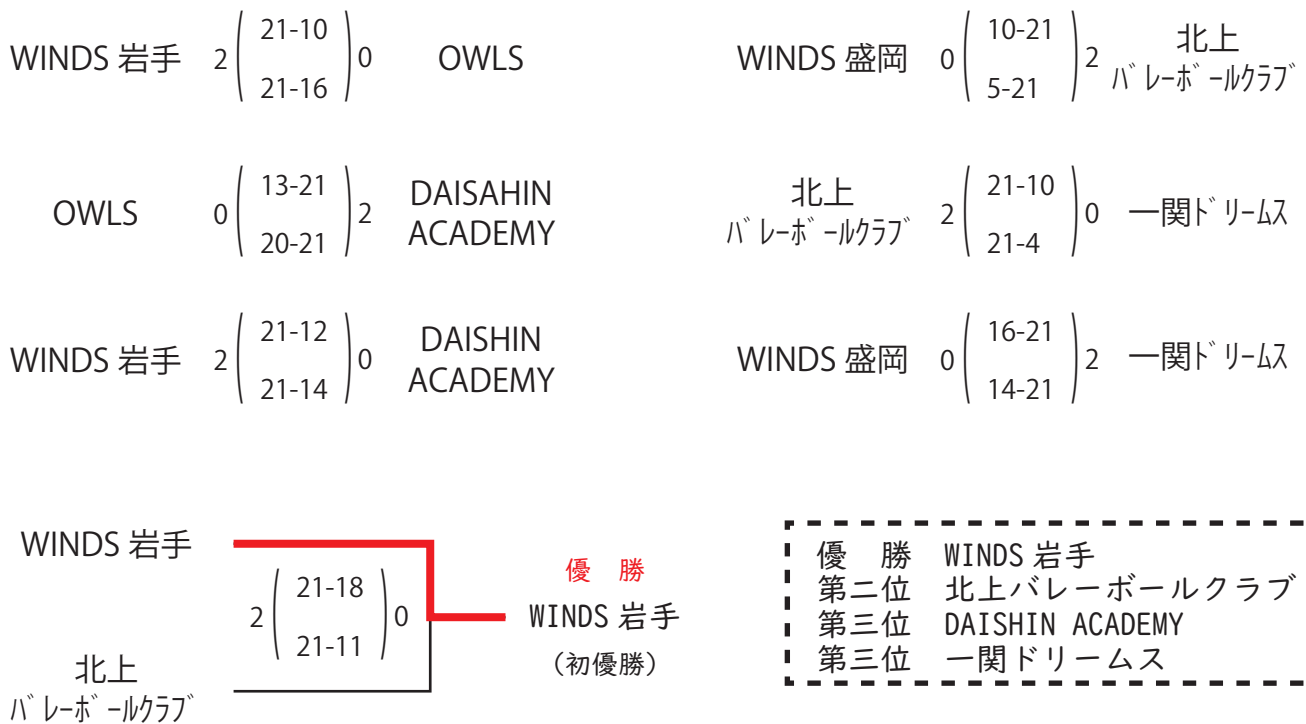 WINDS 岩手 2 ( 21-10 21-16 ) 0 OWLS
WINDS 盛岡 0 ( 10-21 5-21 ) 2 北上 バレーボールクラブ
OWLS 0 ( 13-21 20-21 ) 2 DAISAHIN ACADEMY
北上 バレーボールクラブ 2 ( 21-10 21-4 ) 0 一関ドリームス
WINDS 岩手 2 ( 21-12 21-14 ) 0 DAISHIN ACADEMY
WINDS 盛岡 0 ( 16-21 14-21 ) 2 一関ドリームス
WINDS 岩手
2 ( 21-18 21-11 ) 0
北上
バレーボールクラブ
優 勝
WINDS 岩手
(初優勝)
優 勝 WINDS 岩手
第二位 北上バレーボールクラブ
第三位 DAISHIN ACADEMY
第三位 一関ドリームス